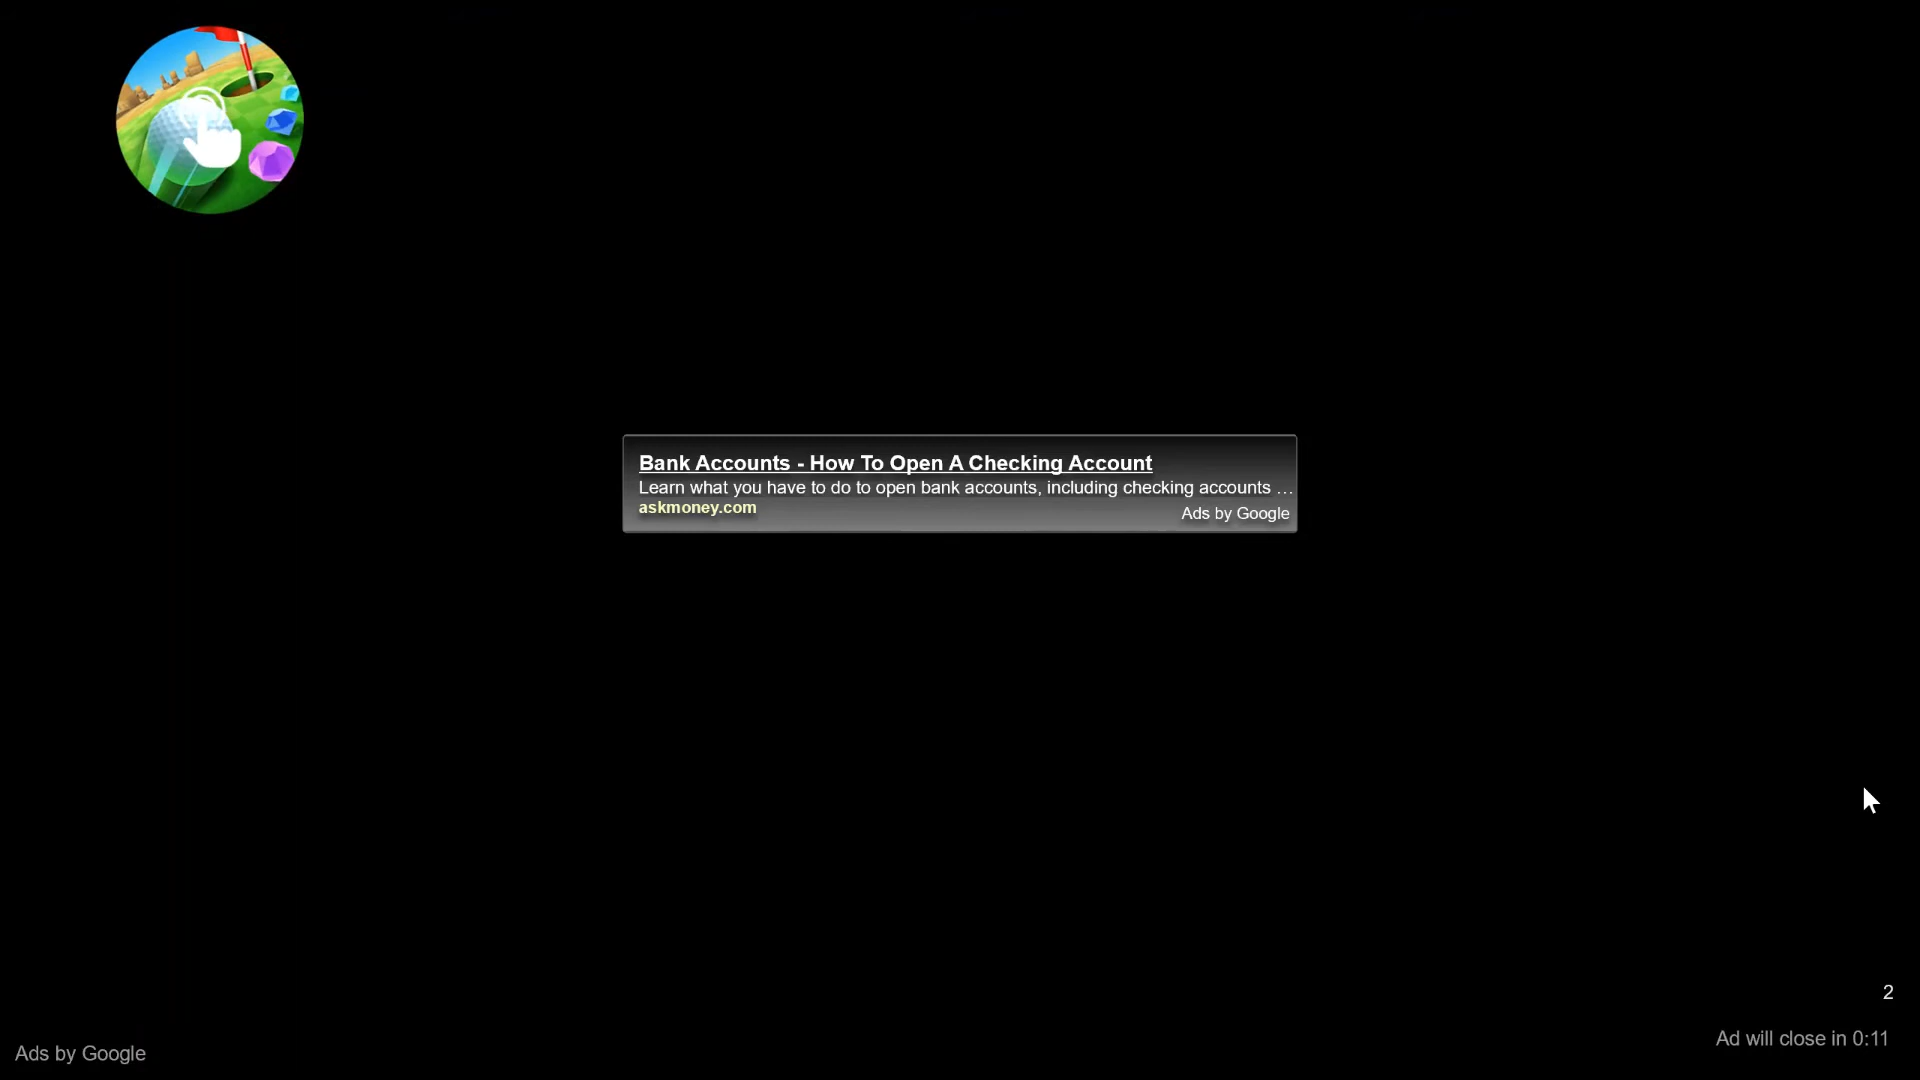 Bank Accounts - How To Open A Checking Account
Learn what you have to do to open bank accounts, including checking accounts ...
askmoney.com
Ads by Google
2
Ad will close in 0:11
Ads by Google